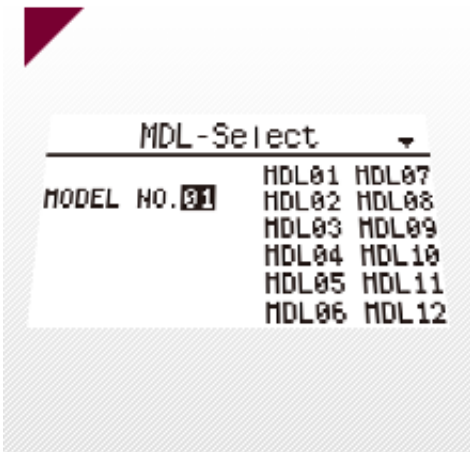 MDL-Select
MODEL NO.01
MDL01 MDL07
MDL02 MDL08
MDL03 MDL09
MDL04 MDL10
MDL05 MDL11
MDL06 MDL12